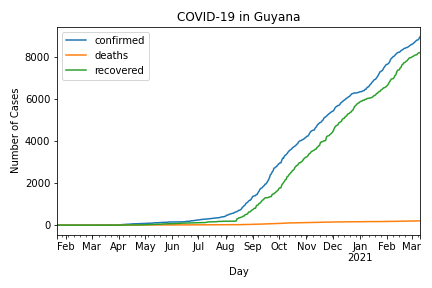 COVID-19 in Guyana
confirmed
deaths
recovered
Number of Cases
8000
6000
4000
2000
0
Feb Mar Apr May Jun Jul Aug Sep Oct Nov Dec Jan Feb Mar
2021
Day